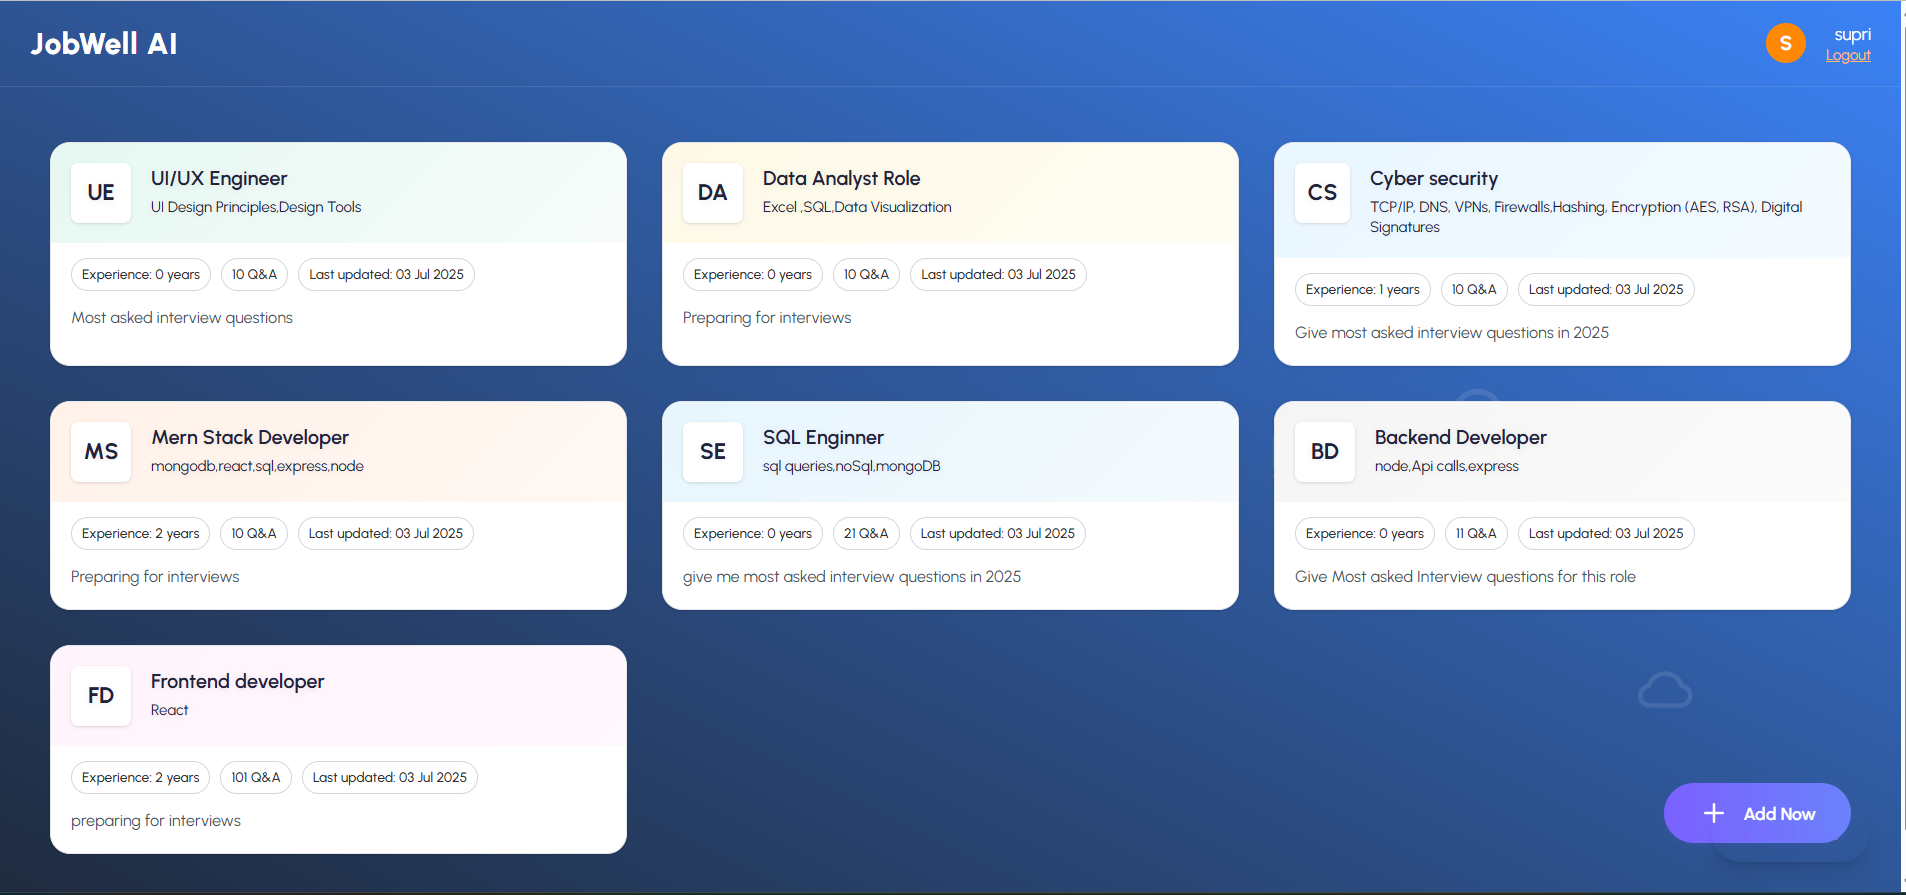 JobWell AI
S
supri
Logout
UE
UI/UX Engineer
UI Design Principles,Design Tools
Experience: 0 years
10 Q&A
Last updated: 03 Jul 2025
Most asked interview questions
DA
Data Analyst Role
Excel ,SQL,Data Visualization
Experience: 0 years
10 Q&A
Last updated: 03 Jul 2025
Preparing for interviews
CS
Cyber security
TCP/IP, DNS, VPNs, Firewalls,Hashing, Encryption (AES, RSA), Digital
Signatures
Experience: 1 years
10 Q&A
Last updated: 03 Jul 2025
Give most asked interview questions in 2025
MS
Mern Stack Developer
mongodb,react,sql,express,node
Experience: 2 years
10 Q&A
Last updated: 03 Jul 2025
Preparing for interviews
SE
SQL Enginner
sql queries,noSql,mongoDB
Experience: 0 years
21 Q&A
Last updated: 03 Jul 2025
give me most asked interview questions in 2025
BD
Backend Developer
node,Api calls,express
Experience: 0 years
11 Q&A
Last updated: 03 Jul 2025
Give Most asked Interview questions for this role
FD
Frontend developer
React
Experience: 2 years
101 Q&A
Last updated: 03 Jul 2025
preparing for interviews
Add Now